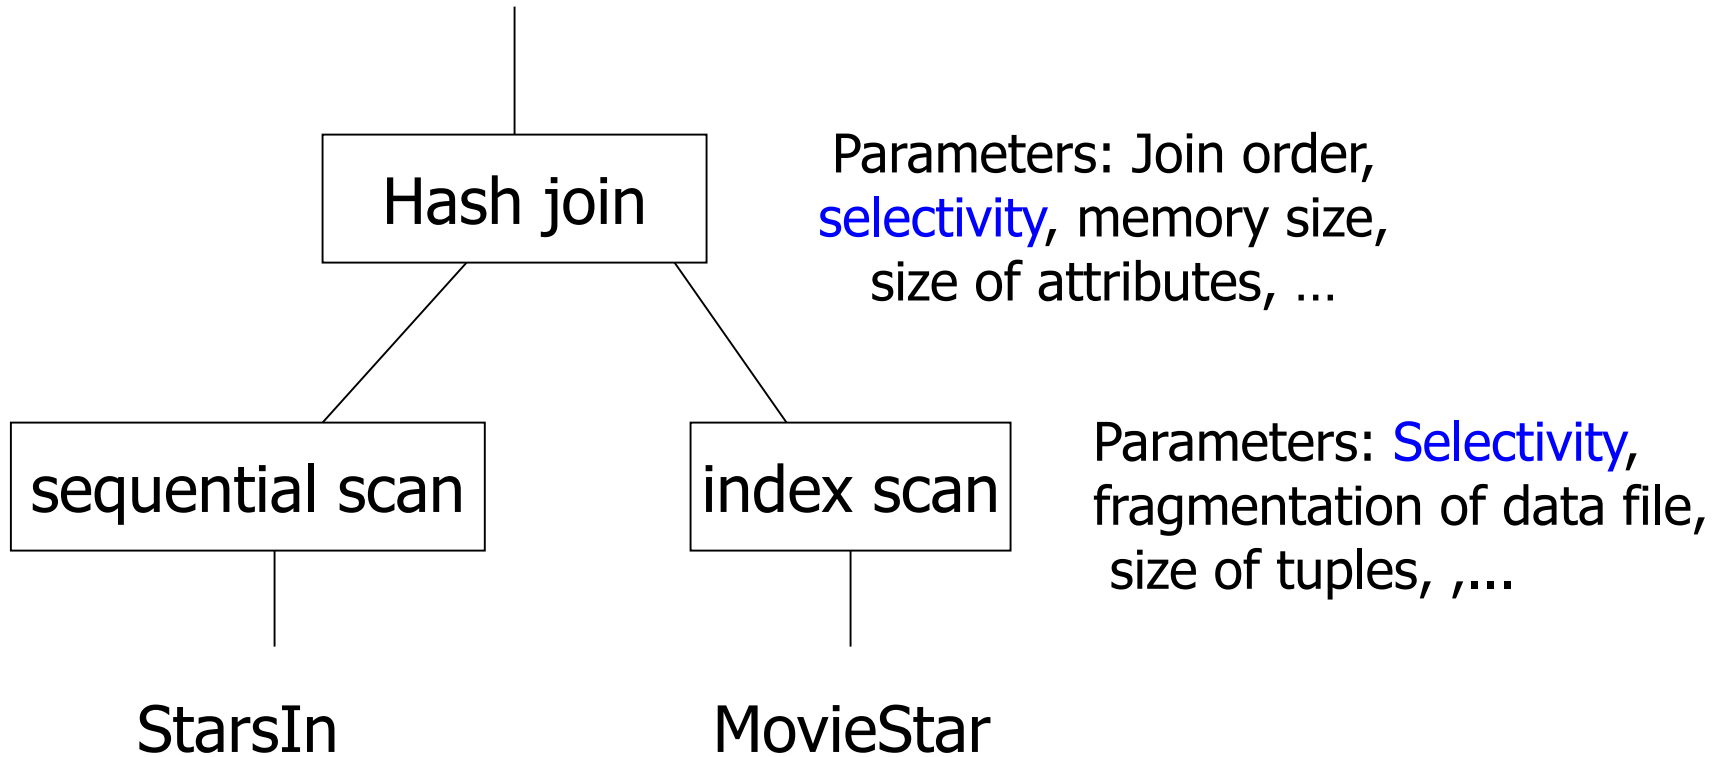 Hash join
Parameters: Join order,
selectivity, memory size,
size of attributes, ...
sequential scan
index scan
Parameters: Selectivity,
fragmentation of data file,
size of tuples, ,...
StarsIn
MovieStar